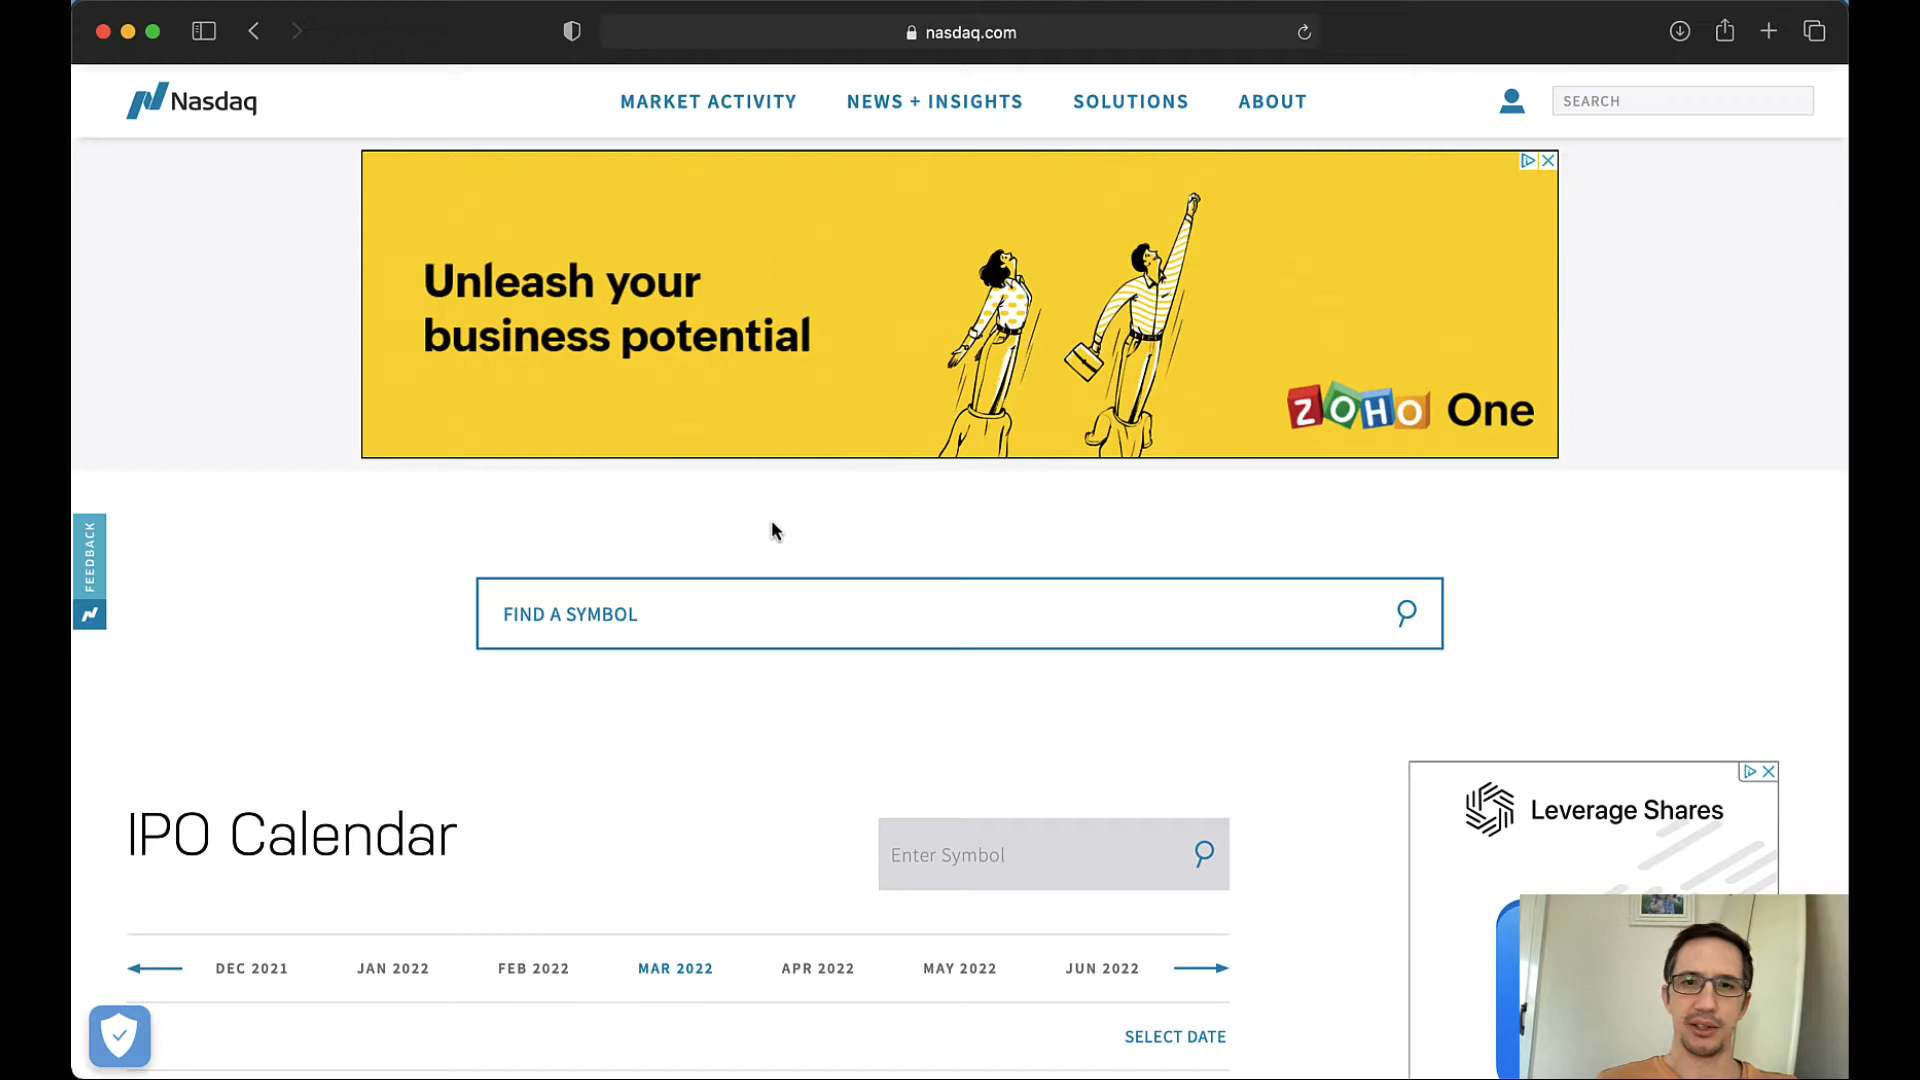 nasdaq.com
Nasdaq
MARKET ACTIVITY
NEWS + INSIGHTS
SOLUTIONS
ABOUT
SEARCH
Unleash your
business potential
ZOHO One
FEEDBACK
FIND A SYMBOL
IPO Calendar
Enter Symbol
Leverage Shares
DEC 2021
JAN 2022
FEB 2022
MAR 2022
APR 2022
MAY 2022
JUN 2022
SELECT DATE